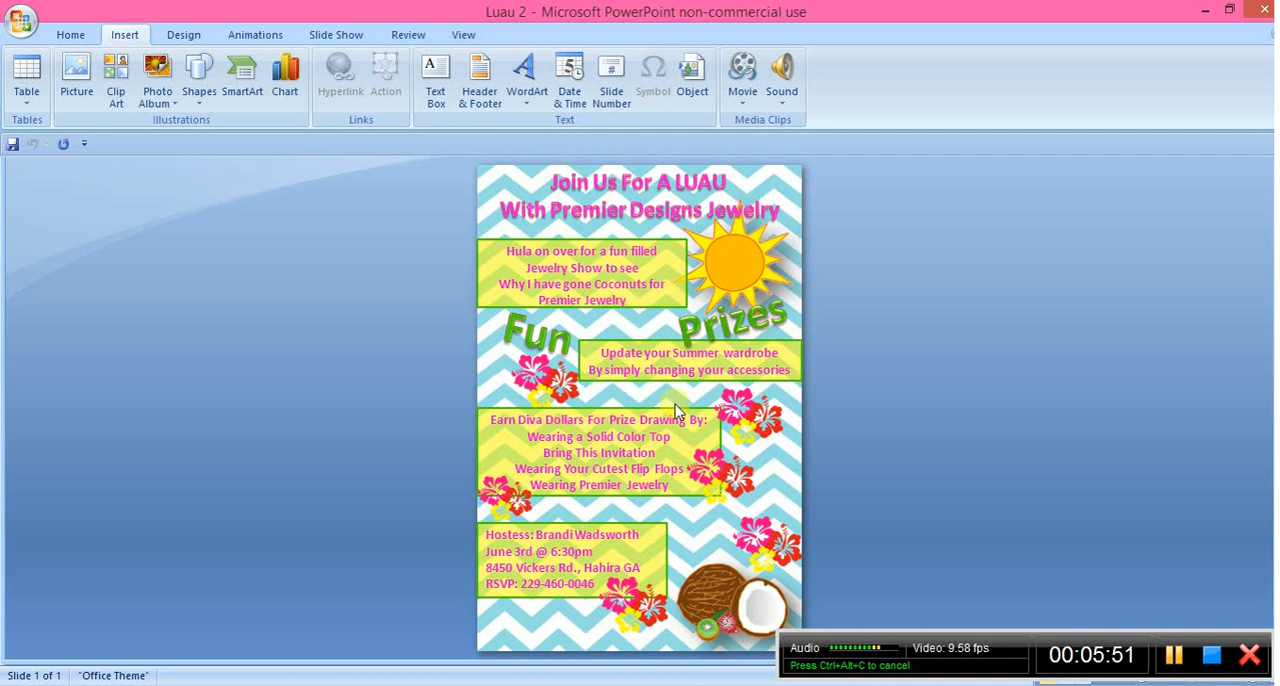 Luau 2 - Microsoft PowerPoint non-commercial use
Home Insert Design Animations Slide Show Review View
Table Picture Clip Art Photo Album Shapes SmartArt Chart Hyperlink Action Text Box Header & Footer WordArt Date & Time Slide Number Symbol Object Movie Sound
Tables Illustrations Links Text Media Clips
Join Us For A LUAU
With Premier Designs Jewelry
Hula on over for a fun filled
Jewelry Show to see
Why I have gone Coconuts for
Premier Jewelry
Fun
Prizes
Update your Summer wardrobe
By simply changing your accessories
Earn Diva Dollars For Prize Drawing By:
Wearing a Solid Color Top
Bring This Invitation
Wearing Your Cutest Flip Flops
Wearing Premier Jewelry
Hostess: Brandi Wadsworth
June 3rd @ 6:30pm
8450 Vickers Rd., Hahira GA
RSVP: 229-460-0046
Audio Video: 9.58 fps
Press Ctrl+Alt+C to cancel
00:05:51
Slide 1 of 1 "Office Theme"